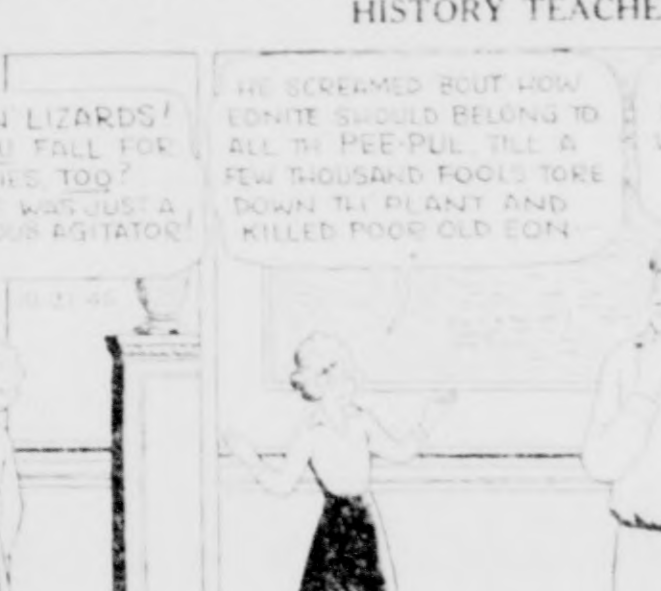 HISTORY TEACHE
LIZARDS!
FALL FOR
TOO?
WAS JUST A
AGITATOR!
HE SCREAMED 'BOUT HOW
EONITE SHOULD BELONG TO
ALL TH' PEE-PUL, TILL A
FEW THOUSAND FOOLS TORE
DOWN TH' PLANT AND
KILLED POOR OLD EON